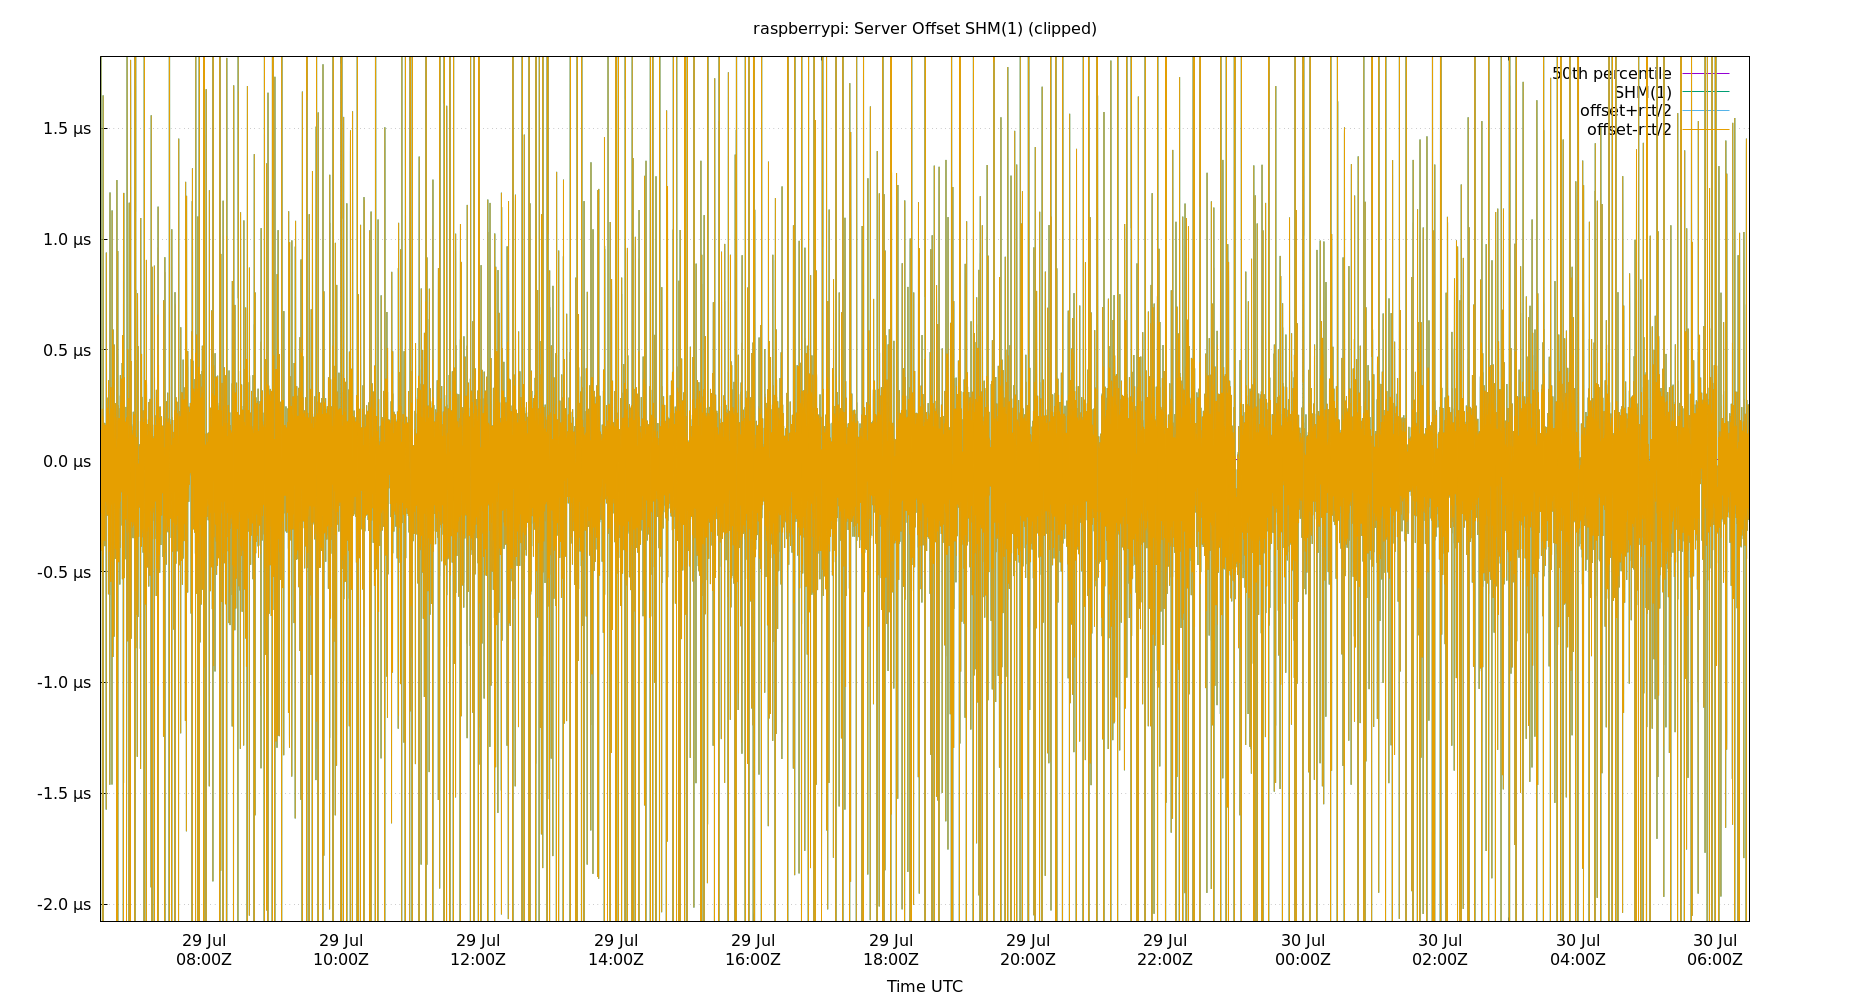 raspberrypi: Server Offset SHM(1) (clipped)
50th percentile
SHM(1)
offset+rtt/2
offset-rtt/2
1.5 µs
1.0 µs
0.5 µs
0.0 µs
-0.5 µs
-1.0 µs
-1.5 µs
-2.0 µs
29 Jul 29 Jul 29 Jul 29 Jul 29 Jul 29 Jul 29 Jul 29 Jul 30 Jul 30 Jul 30 Jul 30 Jul
08:00Z 10:00Z 12:00Z 14:00Z 16:00Z 18:00Z 20:00Z 22:00Z 00:00Z 02:00Z 04:00Z 06:00Z
Time UTC